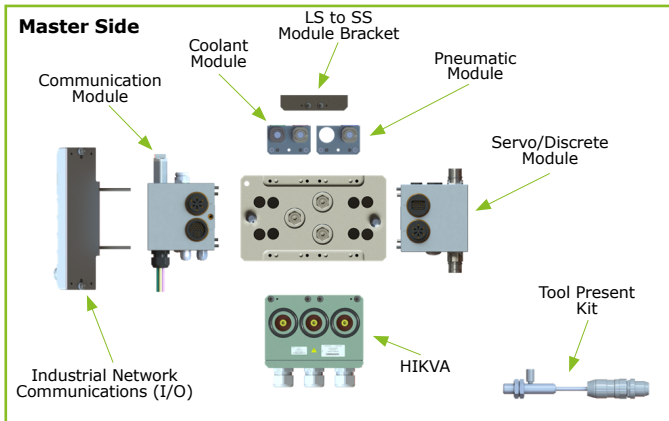 Master Side
LS to SS
Module Bracket
Coolant
Module
Pneumatic
Module
Communication
Module
Servo/Discrete
Module
Tool Present
Kit
HIKVA
Industrial Network
Communications (I/O)